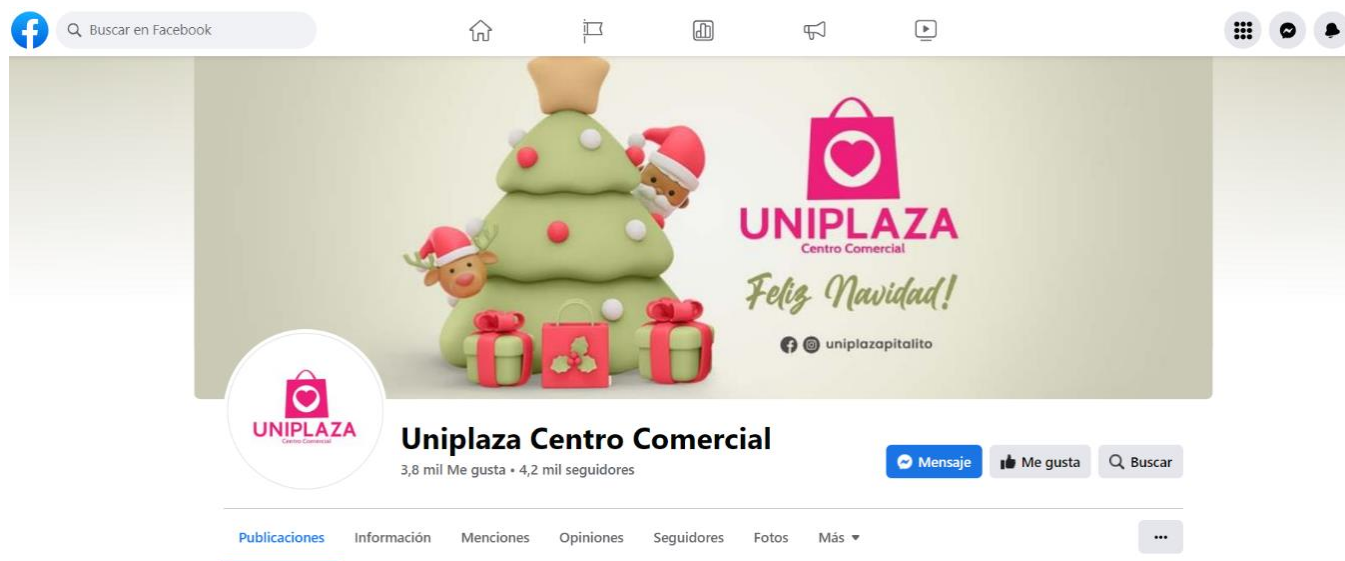 Buscar en Facebook
UNIPLAZA
Centro Comercial
Feliz Navidad!
uniplazapitalito
UNIPLAZA
Centro Comercial
Uniplaza Centro Comercial
3,8 mil Me gusta • 4,2 mil seguidores
Mensaje Me gusta Buscar
Publicaciones Información Menciones Opiniones Seguidores Fotos Más